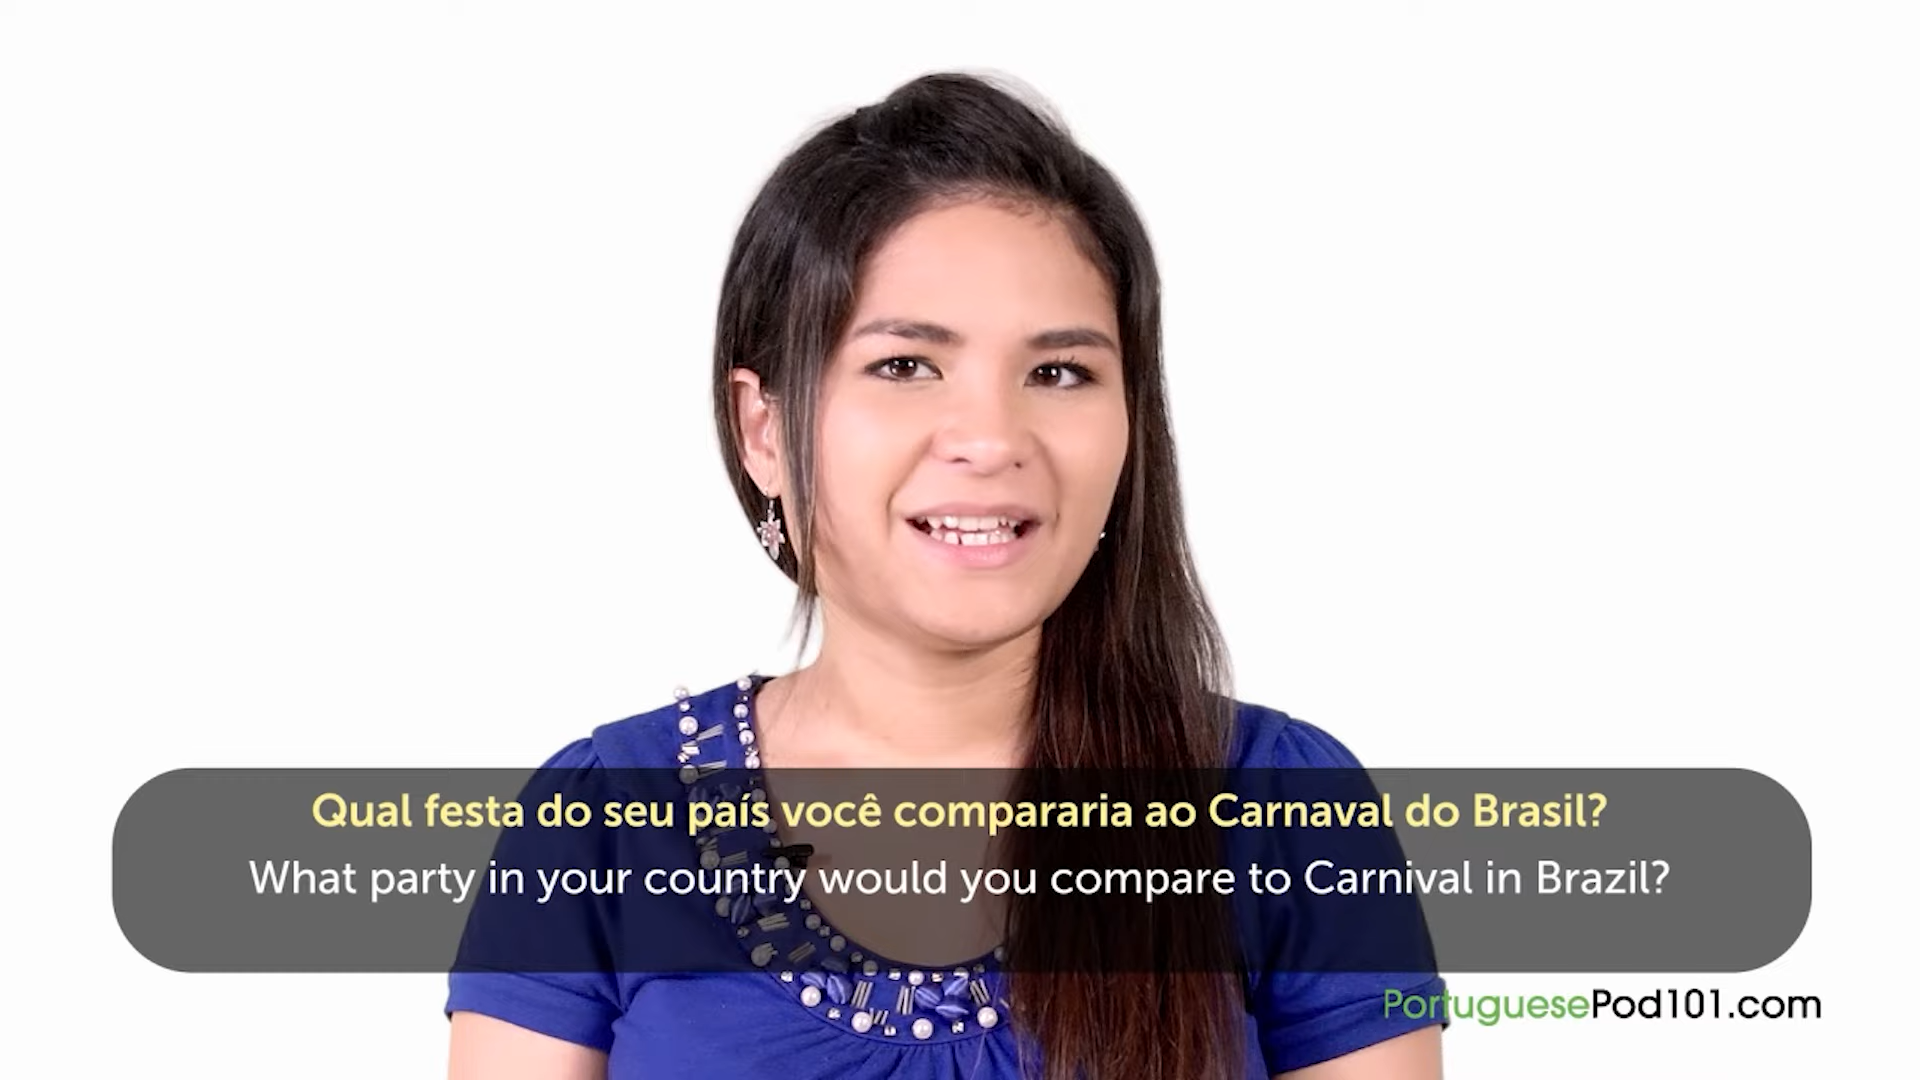 Qual festa do seu país você compararia ao Carnaval do Brasil?
What party in your country would you compare to Carnival in Brazil?
PortuguesePod101.com